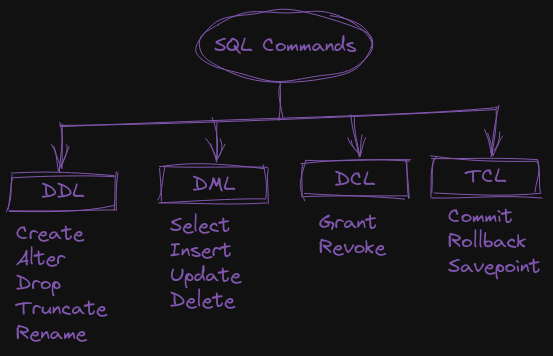 SQL Commands
DDL
Create
Alter
Drop
Truncate
Rename
DML
Select
Insert
Update
Delete
DCL
Grant
Revoke
TCL
Commit
Rollback
Savepoint